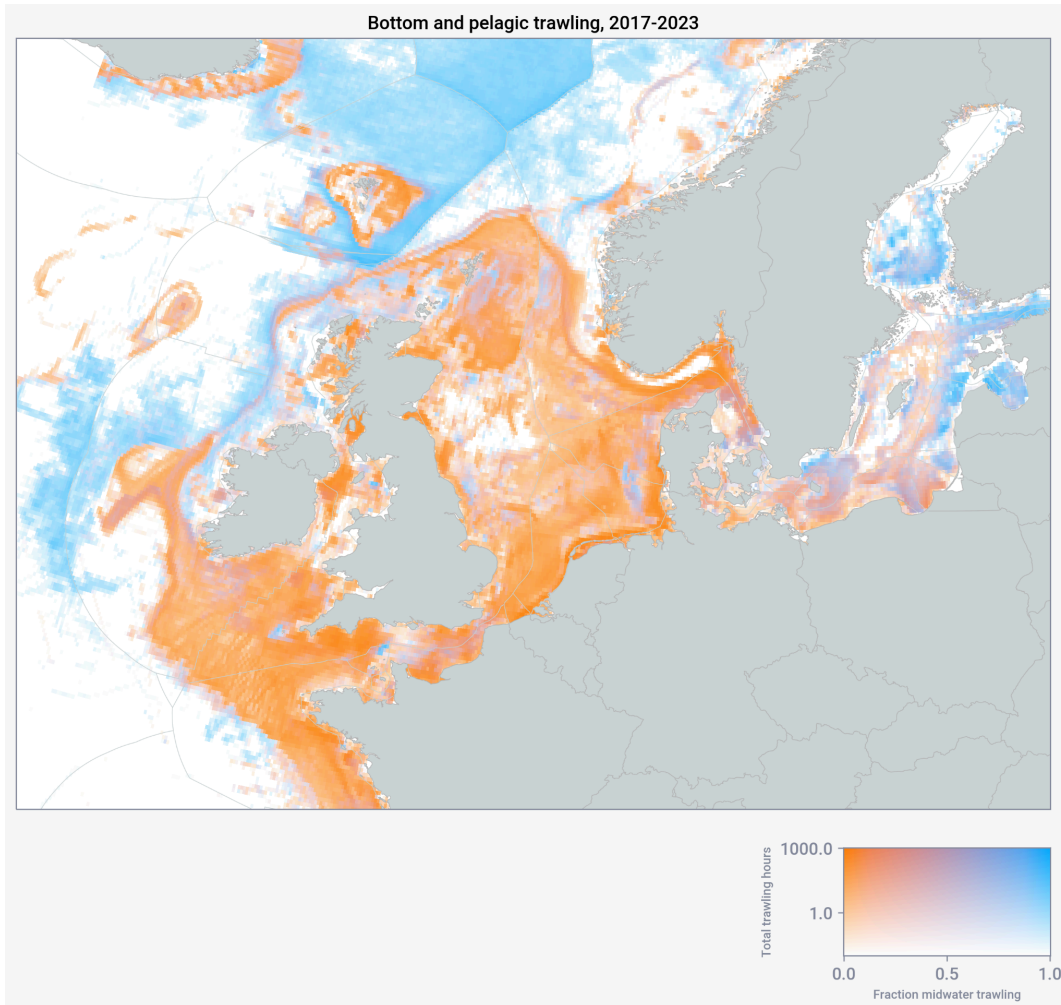 Bottom and pelagic trawling, 2017-2023
Total trawling hours
1000.0
1.0
0.0 0.5 1.0
Fraction midwater trawling